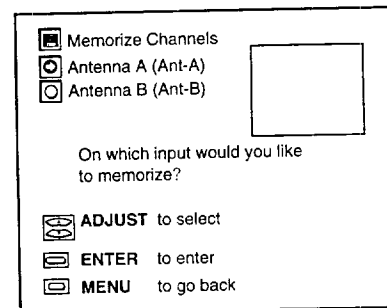 Memorize Channels
Antenna A (Ant-A)
Antenna B (Ant-B)
On which input would you like
to memorize?
ADJUST to select
ENTER to enter
MENU to go back